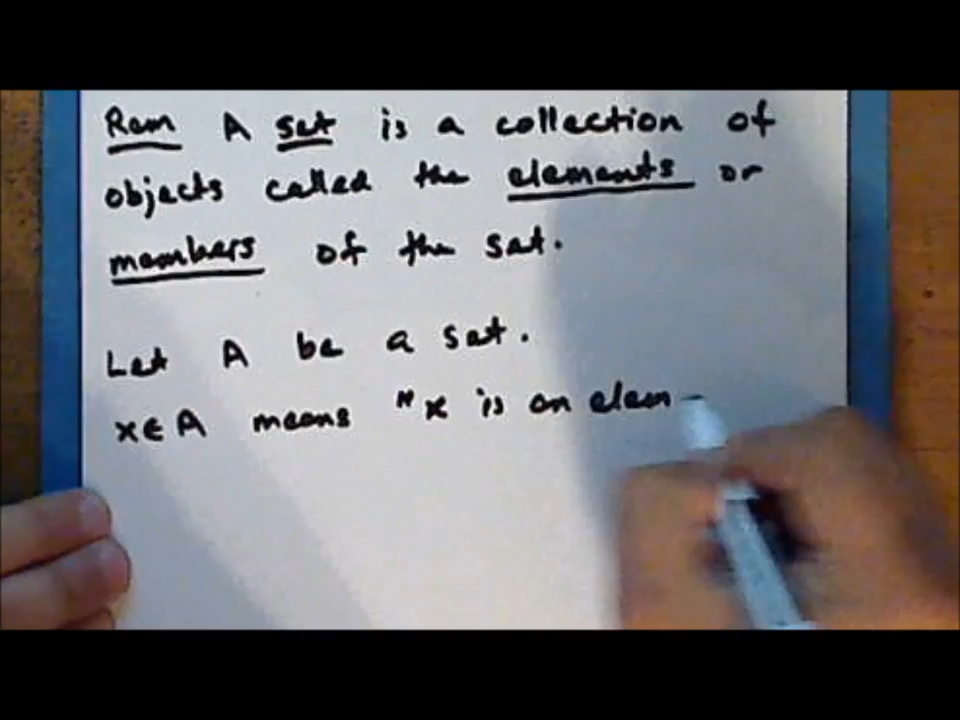 Rem A set is a collection of
objects called the elements or
members of the set.
Let A be a set.
x∈A means "x is an elem